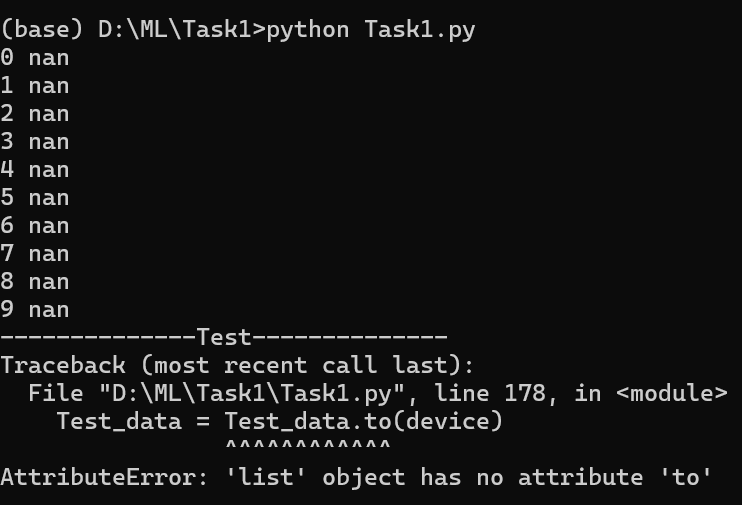 (base) D:\ML\Task1>python Task1.py
0 nan
1 nan
2 nan
3 nan
4 nan
5 nan
6 nan
7 nan
8 nan
9 nan
--------------Test--------------
Traceback (most recent call last):
  File "D:\ML\Task1\Task1.py", line 178, in <module>
    Test_data = Test_data.to(device)
                ^^^^^^^^^^^^
AttributeError: 'list' object has no attribute 'to'